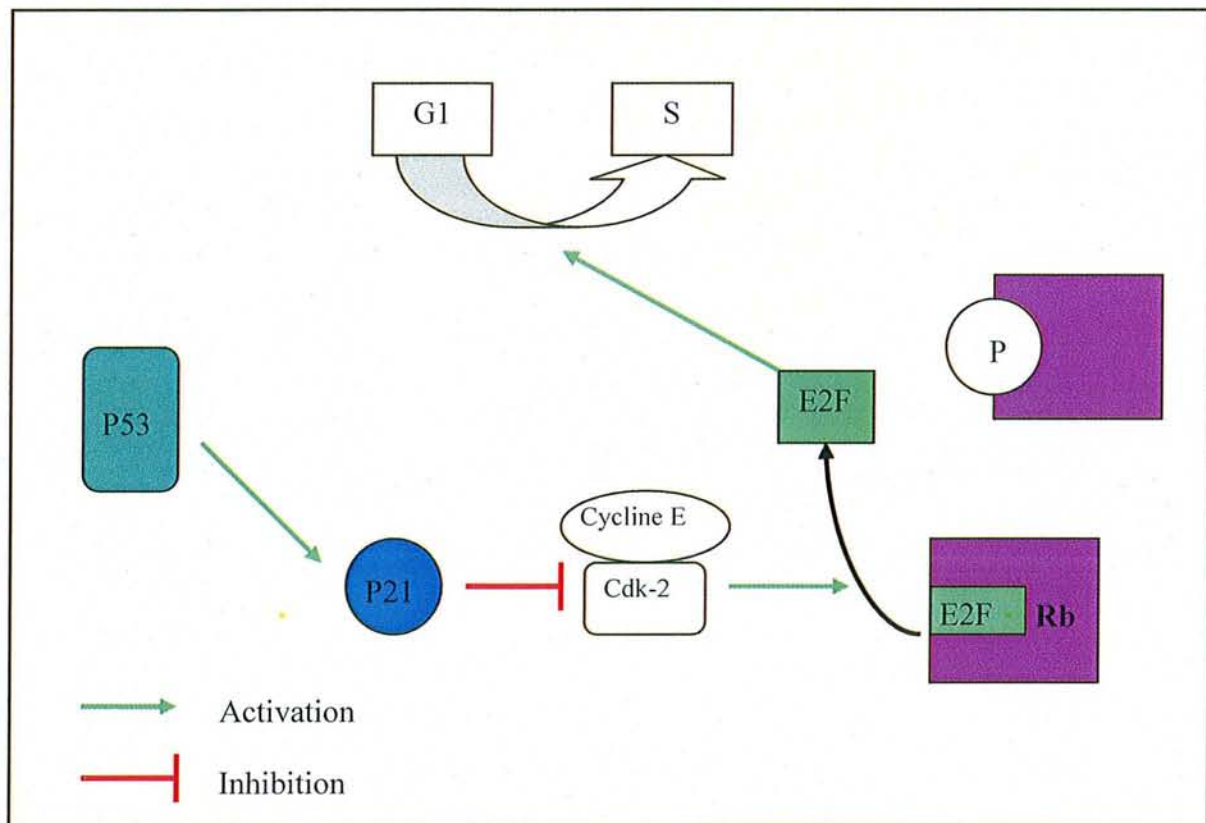 G1
S
P
P53
E2F
Cycline E
P21
Cdk-2
E2F
Rb
Activation
Inhibition